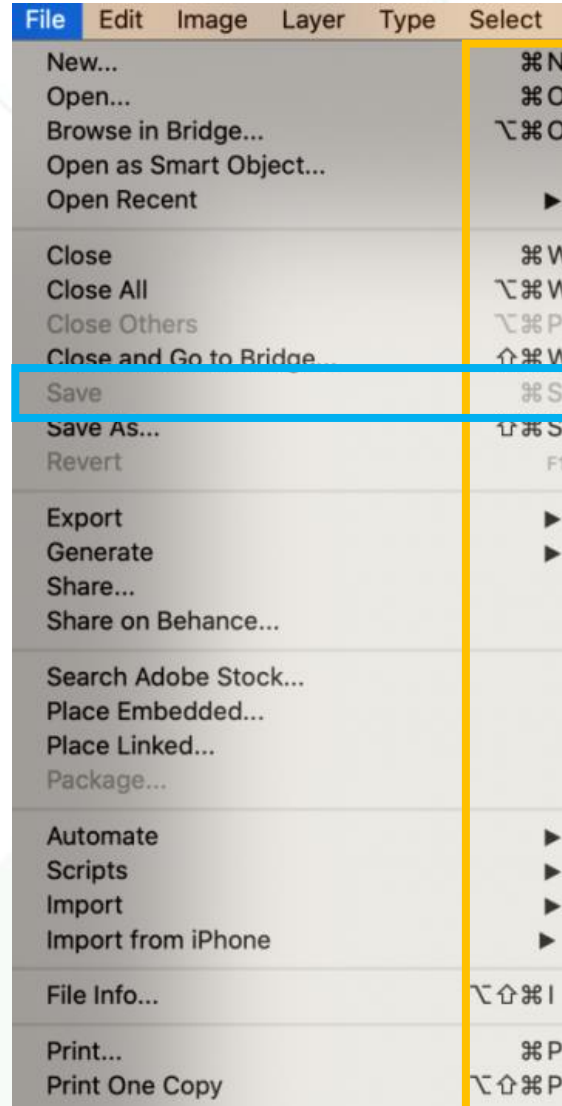 File Edit Image Layer Type Select
New... ⌘N
Open... ⌘O
Browse in Bridge... ⌥⌘O
Open as Smart Object...
Open Recent ▶
Close ⌘W
Close All ⌥⌘W
Close Others ⌥⌘P
Close and Go to Bridge... ⇧⌘W
Save ⌘S
Save As... ⇧⌘S
Revert
Export ▶
Generate ▶
Share...
Share on Behance...
Search Adobe Stock...
Place Embedded...
Place Linked...
Package...
Automate ▶
Scripts ▶
Import ▶
Import from iPhone ▶
File Info... ⌥⇧⌘I
Print... ⌘P
Print One Copy ⌥⇧⌘P